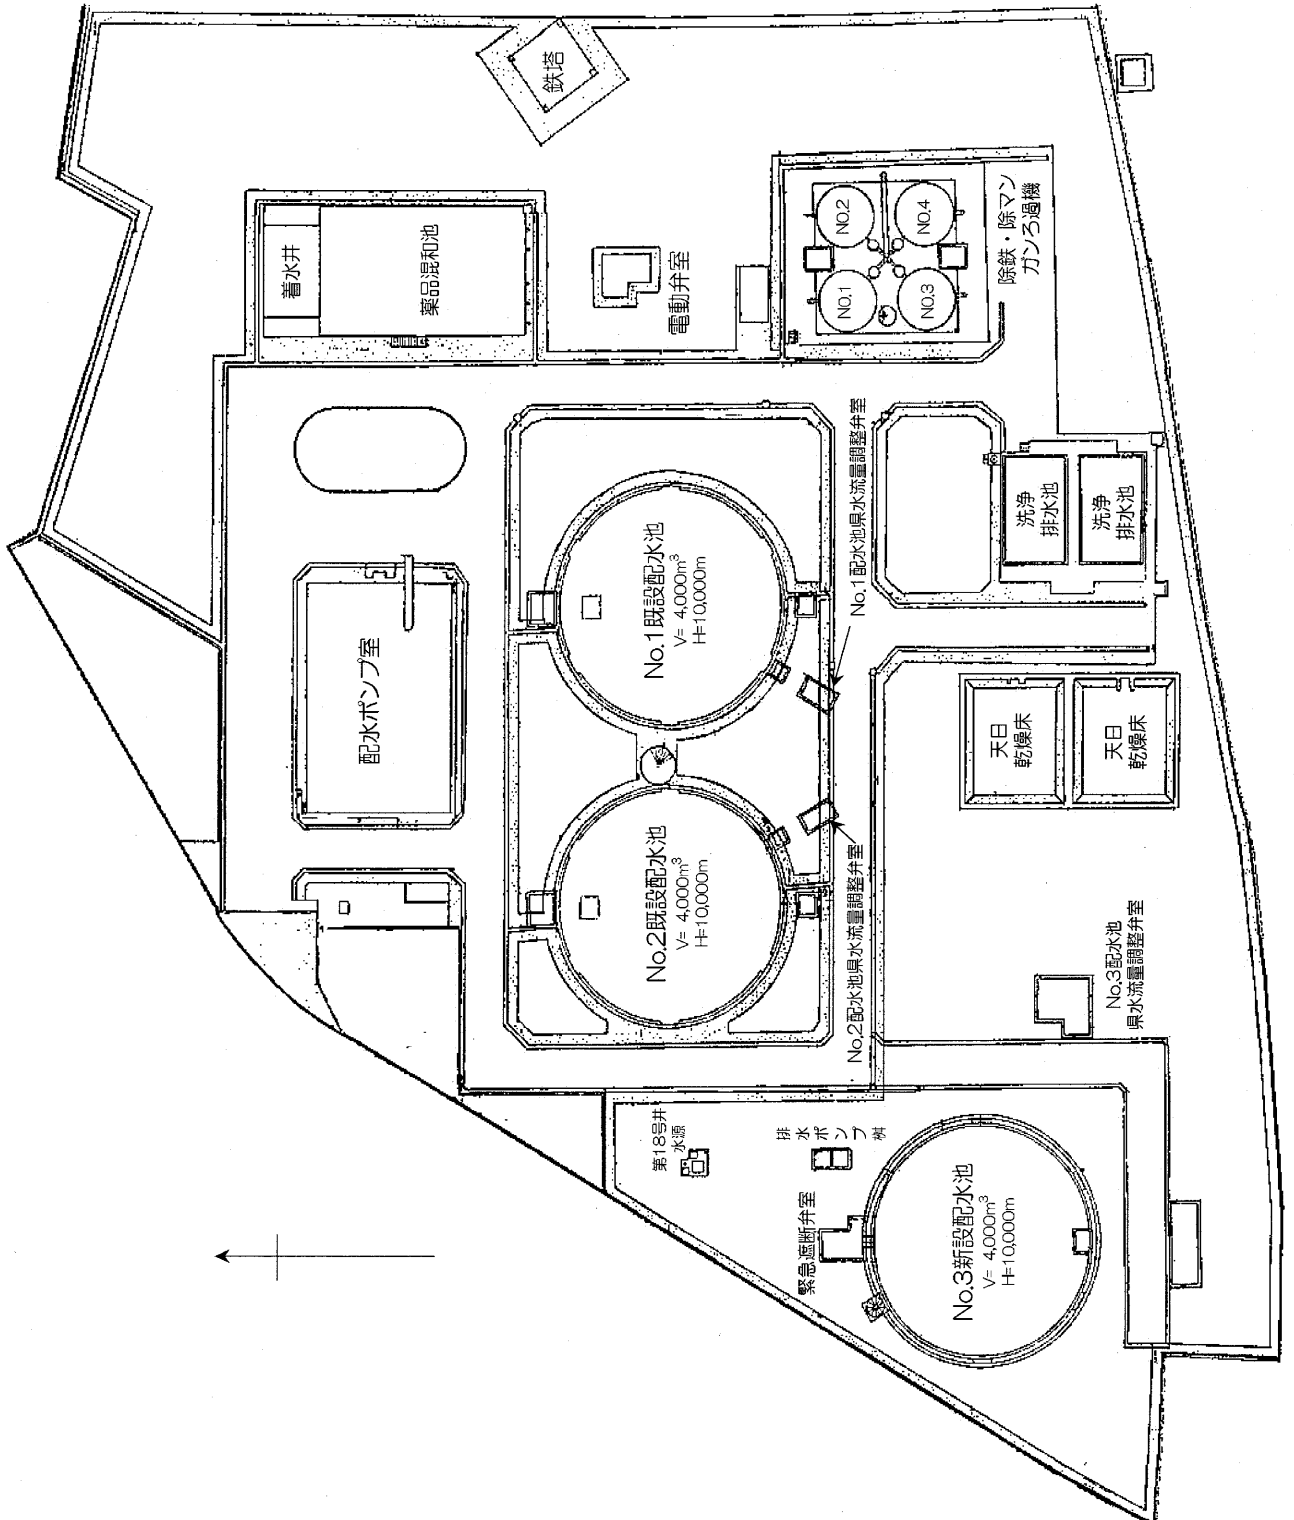 鉄塔
着水井
薬品混和池
電動弁室
NO.2
NO.4
NO.1
NO.3
除鉄・除マン
ガンろ過機
配水ポンプ室
No.1既設配水池
V= 4,000m³
H=10,000m
No.1配水池県水流量調整弁室
洗浄
排水池
洗浄
排水池
No.2既設配水池
V= 4,000m³
H=10,000m
No.2配水池県水流量調整弁室
天日
乾燥床
天日
乾燥床
No.3配水池
県水流量調整弁室
第18号井
水源
排水ポンプ桝
緊急遮断弁室
No.3新設配水池
V= 4,000m³
H=10,000m